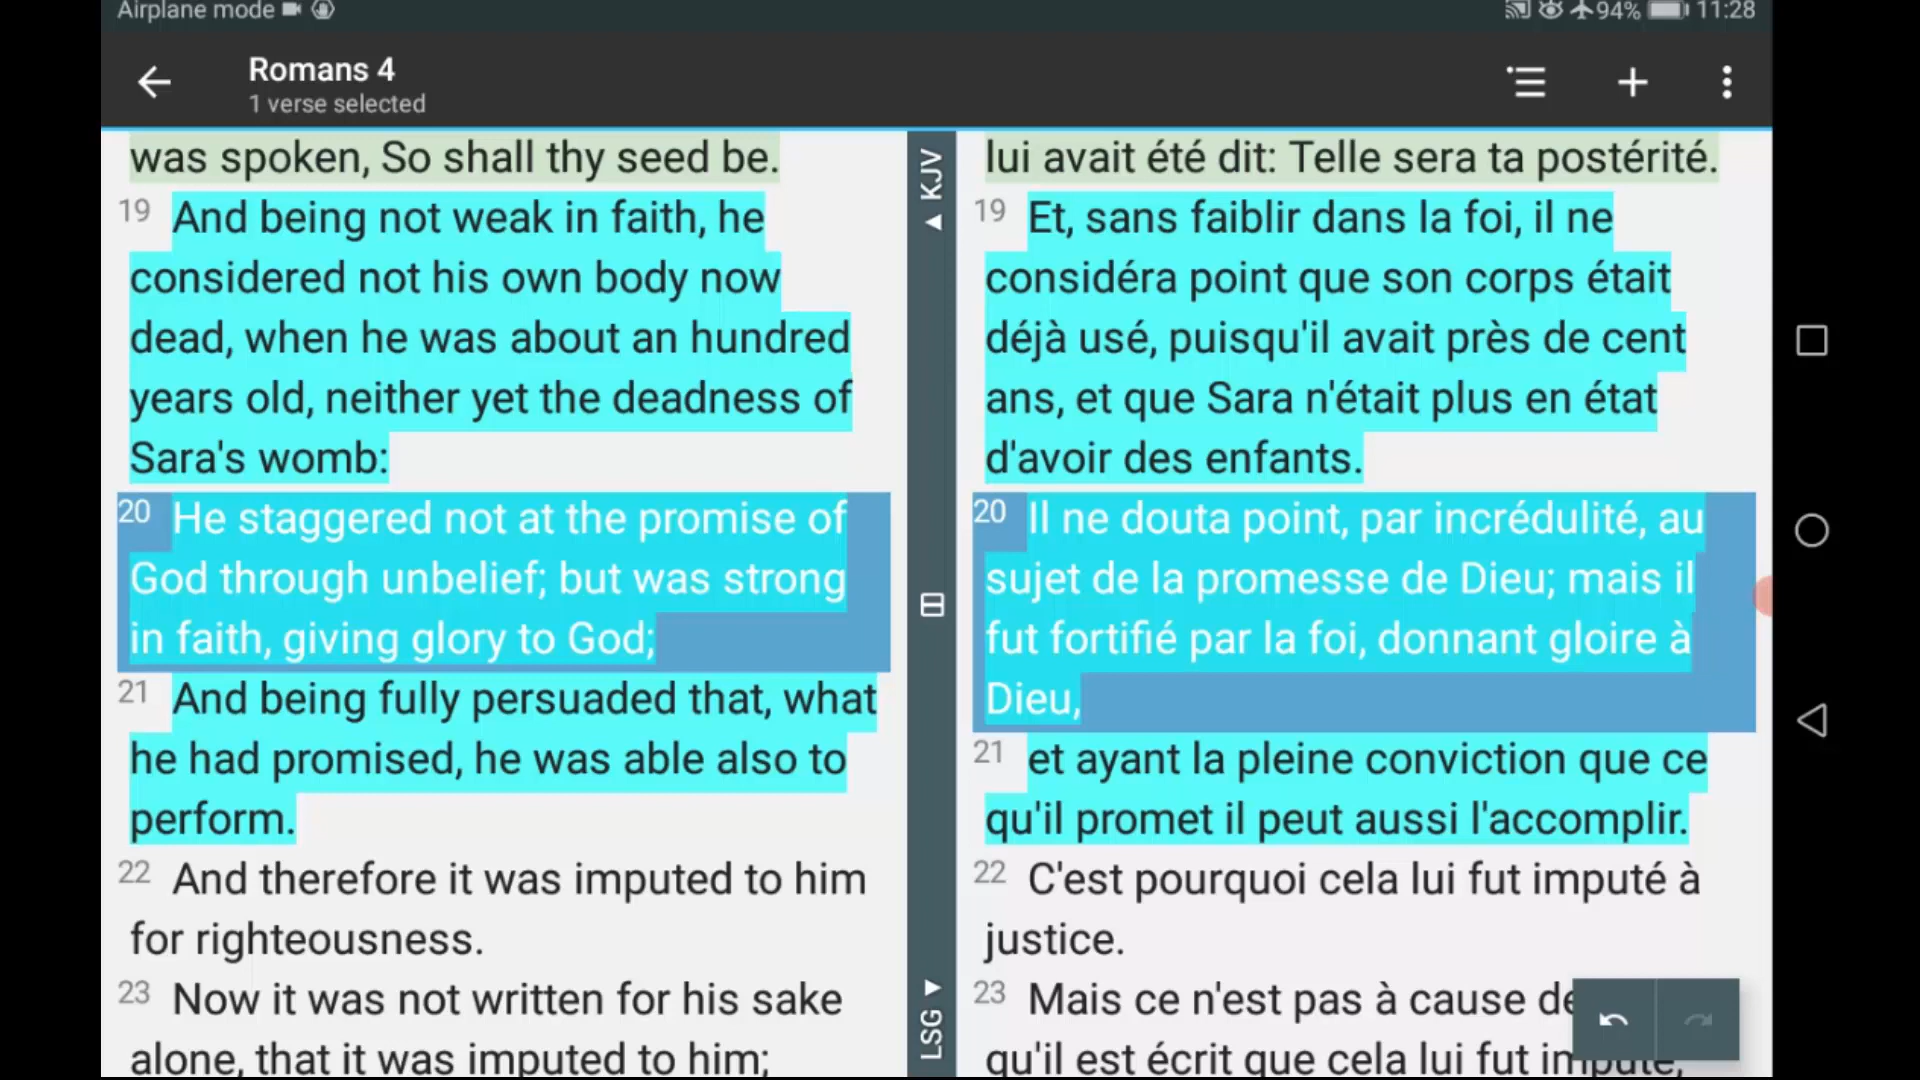 Airplane mode
94% 11:28
Romans 4
1 verse selected
was spoken, So shall thy seed be.
19 And being not weak in faith, he
considered not his own body now
dead, when he was about an hundred
years old, neither yet the deadness of
Sara's womb:
20 He staggered not at the promise of
God through unbelief; but was strong
in faith, giving glory to God;
21 And being fully persuaded that, what
he had promised, he was able also to
perform.
22 And therefore it was imputed to him
for righteousness.
23 Now it was not written for his sake
alone, that it was imputed to him;
KJV
LSG
lui avait été dit: Telle sera ta postérité.
19 Et, sans faiblir dans la foi, il ne
considéra point que son corps était
déjà usé, puisqu'il avait près de cent
ans, et que Sara n'était plus en état
d'avoir des enfants.
20 Il ne douta point, par incrédulité, au
sujet de la promesse de Dieu; mais il
fut fortifié par la foi, donnant gloire à
Dieu,
21 et ayant la pleine conviction que ce
qu'il promet il peut aussi l'accomplir.
22 C'est pourquoi cela lui fut imputé à
justice.
23 Mais ce n'est pas à cause de
qu'il est écrit que cela lui fut imputé,